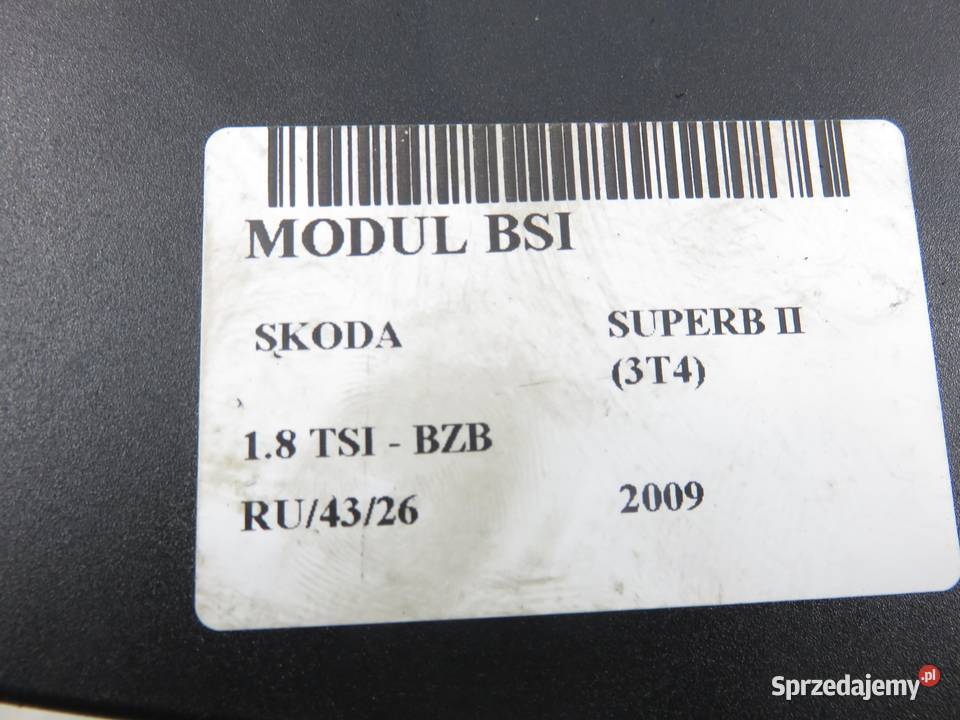 MODUL BSI
SKODA SUPERB II
(3T4)
1.8 TSI - BZB
RU/43/26 2009
Sprzedajemy.pl